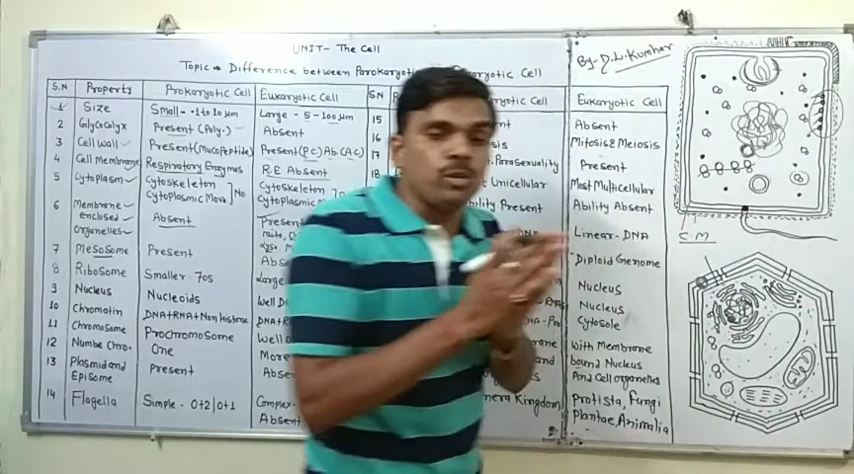 UNIT- The Cell
Topic → Difference between Porokaryotic ryotic Cell
By- P.L. Kumhar
S.N Property Prokaryotic Cell Eukaryotic Cell S.N ryotic Cell Eukaryotic Cell
1 Size Small - .1 to 10 µm Large - 5 - 100 µm 15 Absent
2 Glycocalyx Present (Poly.) Absent 16 Mitosis & Meiosis
3 Cell wall Present (Mucopeptide) Present (P.C) Ab (A.C) 17 Parasexuality Present
4 Cell Membrane Respiratory Enzymes R.E Absent 18 Unicellular Most Multicellular
5 Cytoplasm Cytoskeleton Cytoskeleton Ability Present Ability Absent
Cytoplasmic Move ] No Cytoplasmic M
6 Membrane Present Linear - DNA
enclosed Absent
Organelles Diploid Genome
7 Mesosome Present Abse
8 Ribosome Smaller - 70s Large Nucleus
9 Nucleus Nucleoids Well D Nucleus
10 Chromatin DNA+RNA+Non histone DNA+R Cytosole
11 Chromosome Prochromosome Well With Membrane
12 Numbe Chro. One More bound Nucleus
13 Plasmid and Present Abse And Cell organelles
Episome
14 Flagella Simple - 0+2|0+1 Complex- Kingdom Protista, Fungi
Absent Plantae, Animalia
C.M